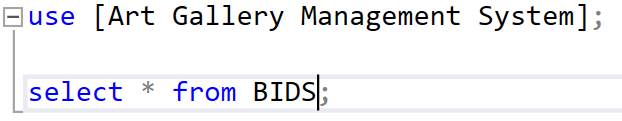 use [Art Gallery Management System];
select * from BIDS;